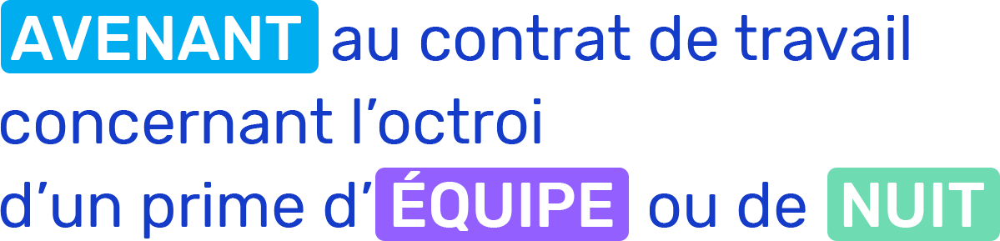 AVENANT au contrat de travail
concernant l’octroi
d’un prime d’ÉQUIPE ou de NUIT